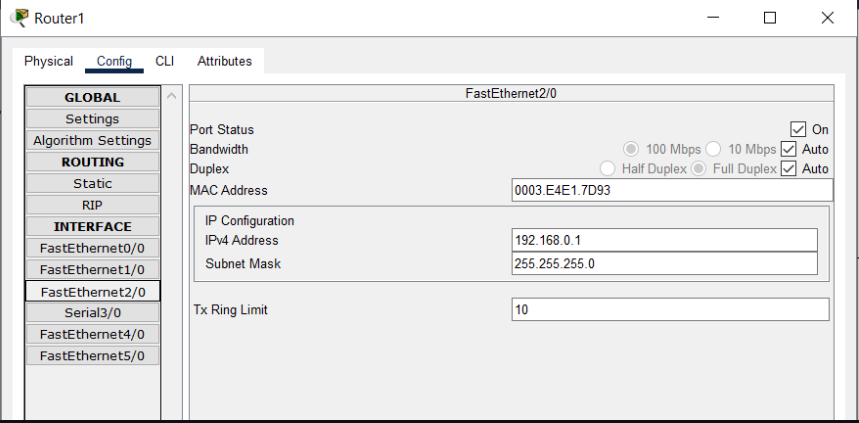 Router1
Physical Config CLI Attributes
GLOBAL
Settings
Algorithm Settings
ROUTING
Static
RIP
INTERFACE
FastEthernet0/0
FastEthernet1/0
FastEthernet2/0
Serial3/0
FastEthernet4/0
FastEthernet5/0
FastEthernet2/0
Port Status On
Bandwidth 100 Mbps 10 Mbps Auto
Duplex Half Duplex Full Duplex Auto
MAC Address 0003.E4E1.7D93
IP Configuration
IPv4 Address 192.168.0.1
Subnet Mask 255.255.255.0
Tx Ring Limit 10